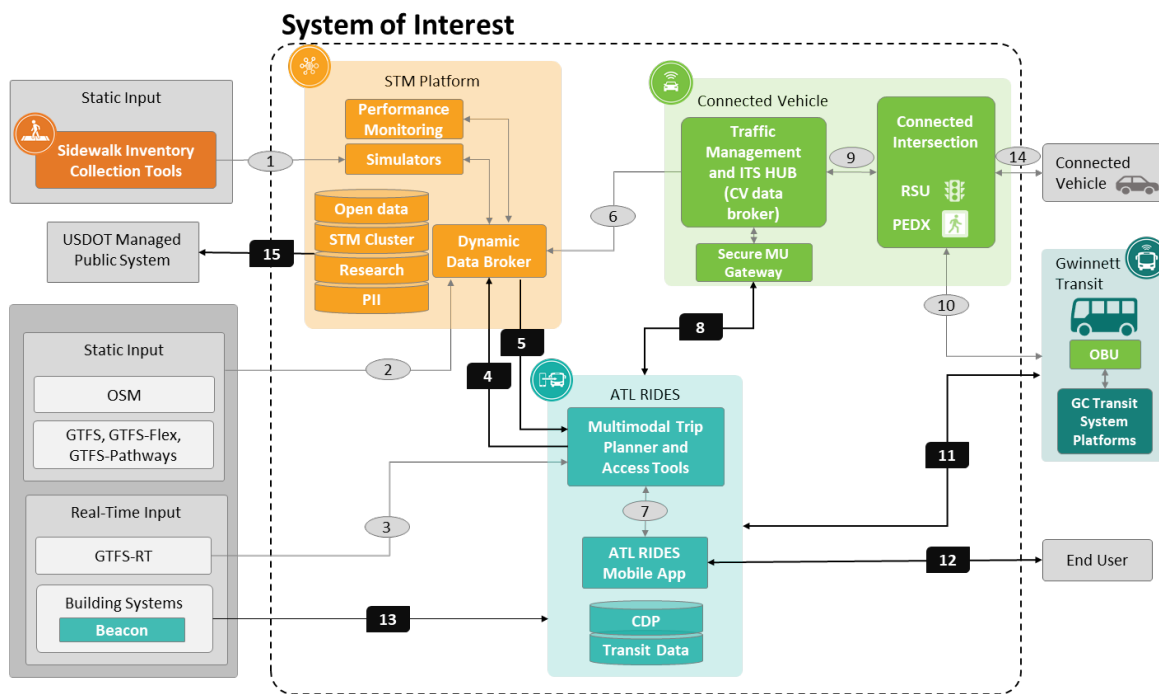 System of Interest
Static Input
Sidewalk Inventory
Collection Tools
1
USDOT Managed
Public System
15
STM Platform
Performance
Monitoring
Simulators
Open data
STM Cluster
Research
PII
Dynamic
Data Broker
6
Connected Vehicle
Traffic
Management
and ITS HUB
(CV data
broker)
Secure MU
Gateway
9
Connected
Intersection
RSU
PEDX
14
Connected
Vehicle
Gwinnett
Transit
OBU
GC Transit
System
Platforms
10
8
11
Static Input
OSM
GTFS, GTFS-Flex,
GTFS-Pathways
2
4
5
Real-Time Input
GTFS-RT
3
Building Systems
Beacon
13
ATL RIDES
Multimodal Trip
Planner and
Access Tools
7
ATL RIDES
Mobile App
CDP
Transit Data
12
End User